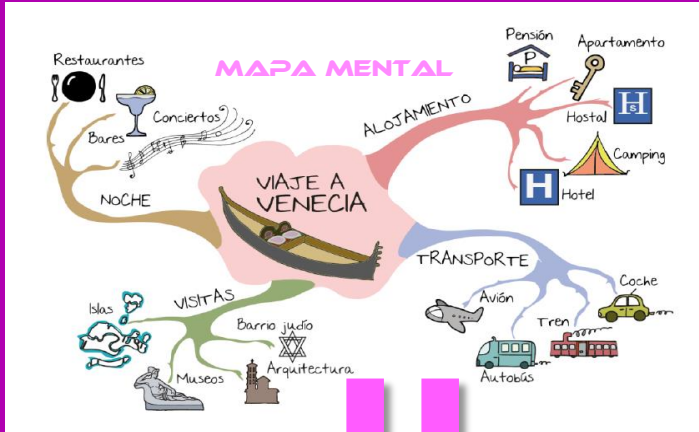 MAPA MENTAL
VIAJE A
VENECIA
NOCHE
Restaurantes
Bares
Conciertos
ALOJAMIENTO
Pensión
P
Apartamento
Hostal
Hs
Camping
H
Hotel
TRANSPORTE
Avión
Autobús
Tren
Coche
VISITAS
Islas
Museos
Arquitectura
Barrio judío